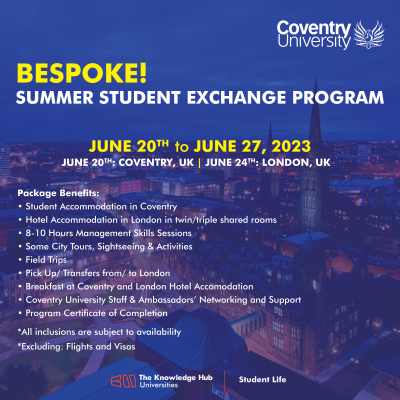 Coventry
University
BESPOKE!
SUMMER STUDENT EXCHANGE PROGRAM
JUNE 20TH to JUNE 27, 2023
JUNE 20TH: COVENTRY, UK | JUNE 24TH: LONDON, UK
Package Benefits:
• Student Accommodation in Coventry
• Hotel Accommodation in London in twin/triple shared rooms
• 8-10 Hours Management Skills Sessions
• Some City Tours, Sightseeing & Activities
• Field Trips
• Pick Up/ Transfers from/ to London
• Breakfast at Coventry and London Hotel Accomodation
• Coventry University Staff & Ambassadors' Networking and Support
• Program Certificate of Completion
*All inclusions are subject to availability
*Excluding: Flights and Visas
The Knowledge Hub
Universities
Student Life